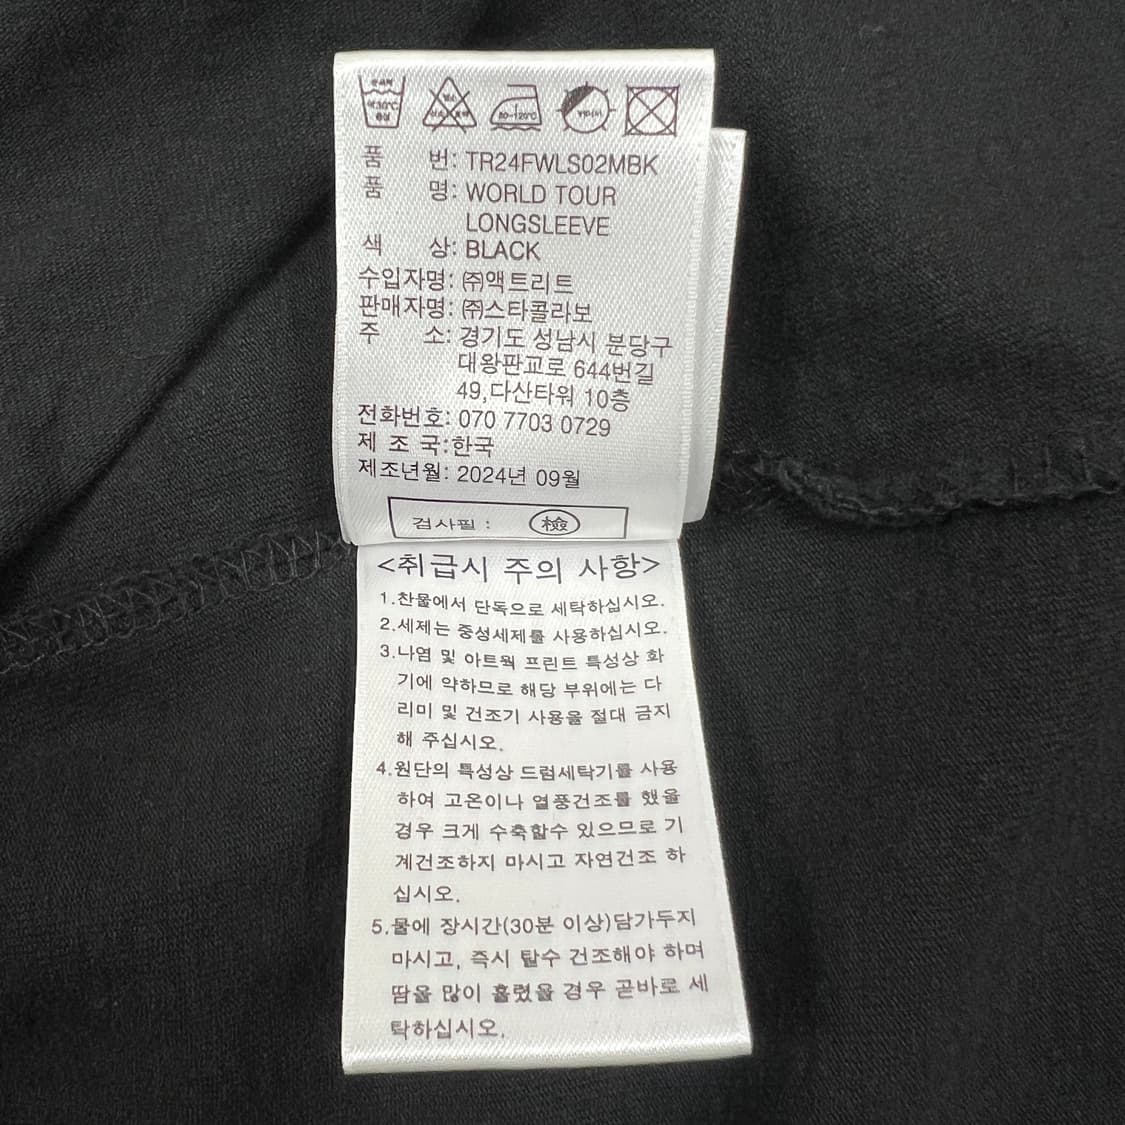 약30℃
중성
80~120℃
품 번: TR24FWLS02MBK
품 명: WORLD TOUR
LONGSLEEVE
색 상: BLACK
수입자명: ㈜액트리트
판매자명: ㈜스타콜라보
주 소: 경기도 성남시 분당구
대왕판교로 644번길
49,다산타워 10층
전화번호: 070 7703 0729
제 조 국:한국
제조년월: 2024년 09월
검사필 : 檢
<취급시 주의 사항>
1.찬물에서 단독으로 세탁하십시오.
2.세제는 중성세제를 사용하십시오.
3.나염 및 아트웍 프린트 특성상 화
기에 약하므로 해당 부위에는 다
리미 및 건조기 사용을 절대 금지
해 주십시오.
4.원단의 특성상 드럼세탁기를 사용
하여 고온이나 열풍건조를 했을
경우 크게 수축할수 있으므로 기
계건조하지 마시고 자연건조 하
십시오.
5.물에 장시간(30분 이상)담가두지
마시고, 즉시 탈수 건조해야 하며
땀을 많이 흘렸을 경우 곧바로 세
탁하십시오.